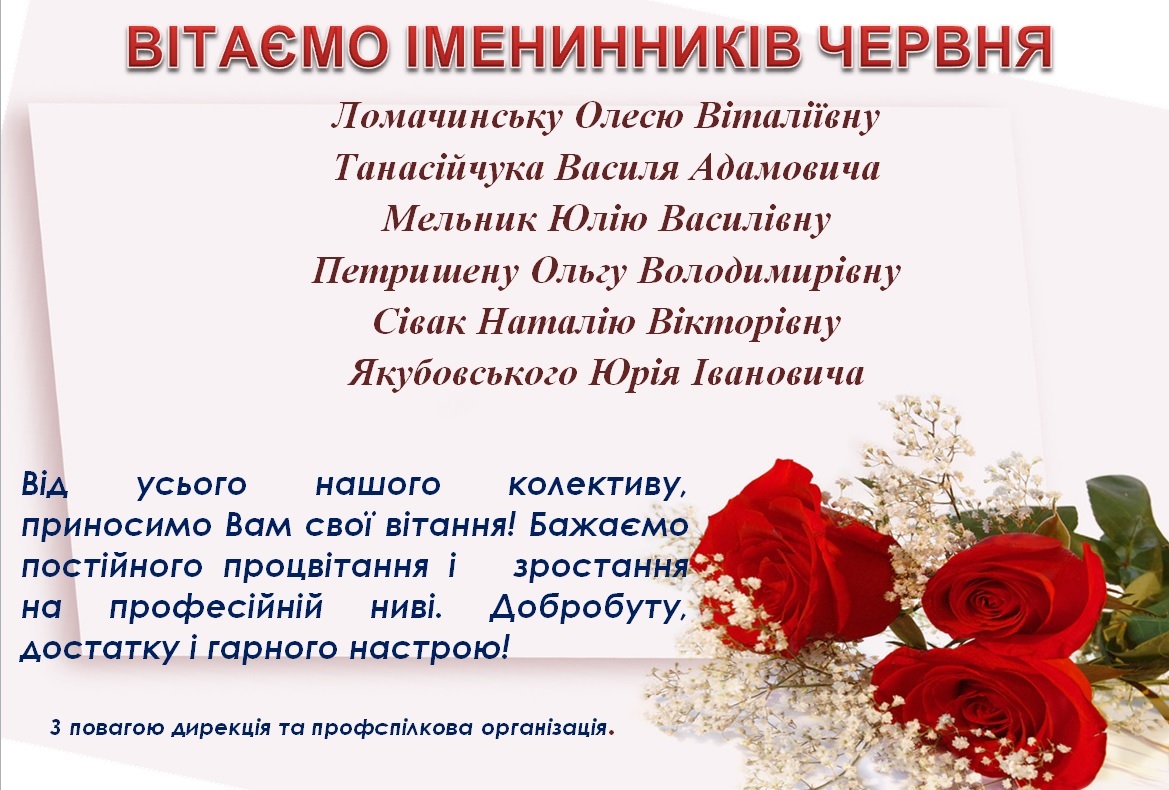 ВІТАЄМО ІМЕНИННИКІВ ЧЕРВНЯ
Ломачинську Олесю Віталіївну
Танасійчука Василя Адамовича
Мельник Юлію Василівну
Петришену Ольгу Володимирівну
Сівак Наталію Вікторівну
Якубовського Юрія Івановича
Від усього нашого колективу,
приносимо Вам свої вітання! Бажаємо
постійного процвітання і зростання
на професійній ниві. Добробуту,
достатку і гарного настрою!
З повагою дирекція та профспілкова організація.